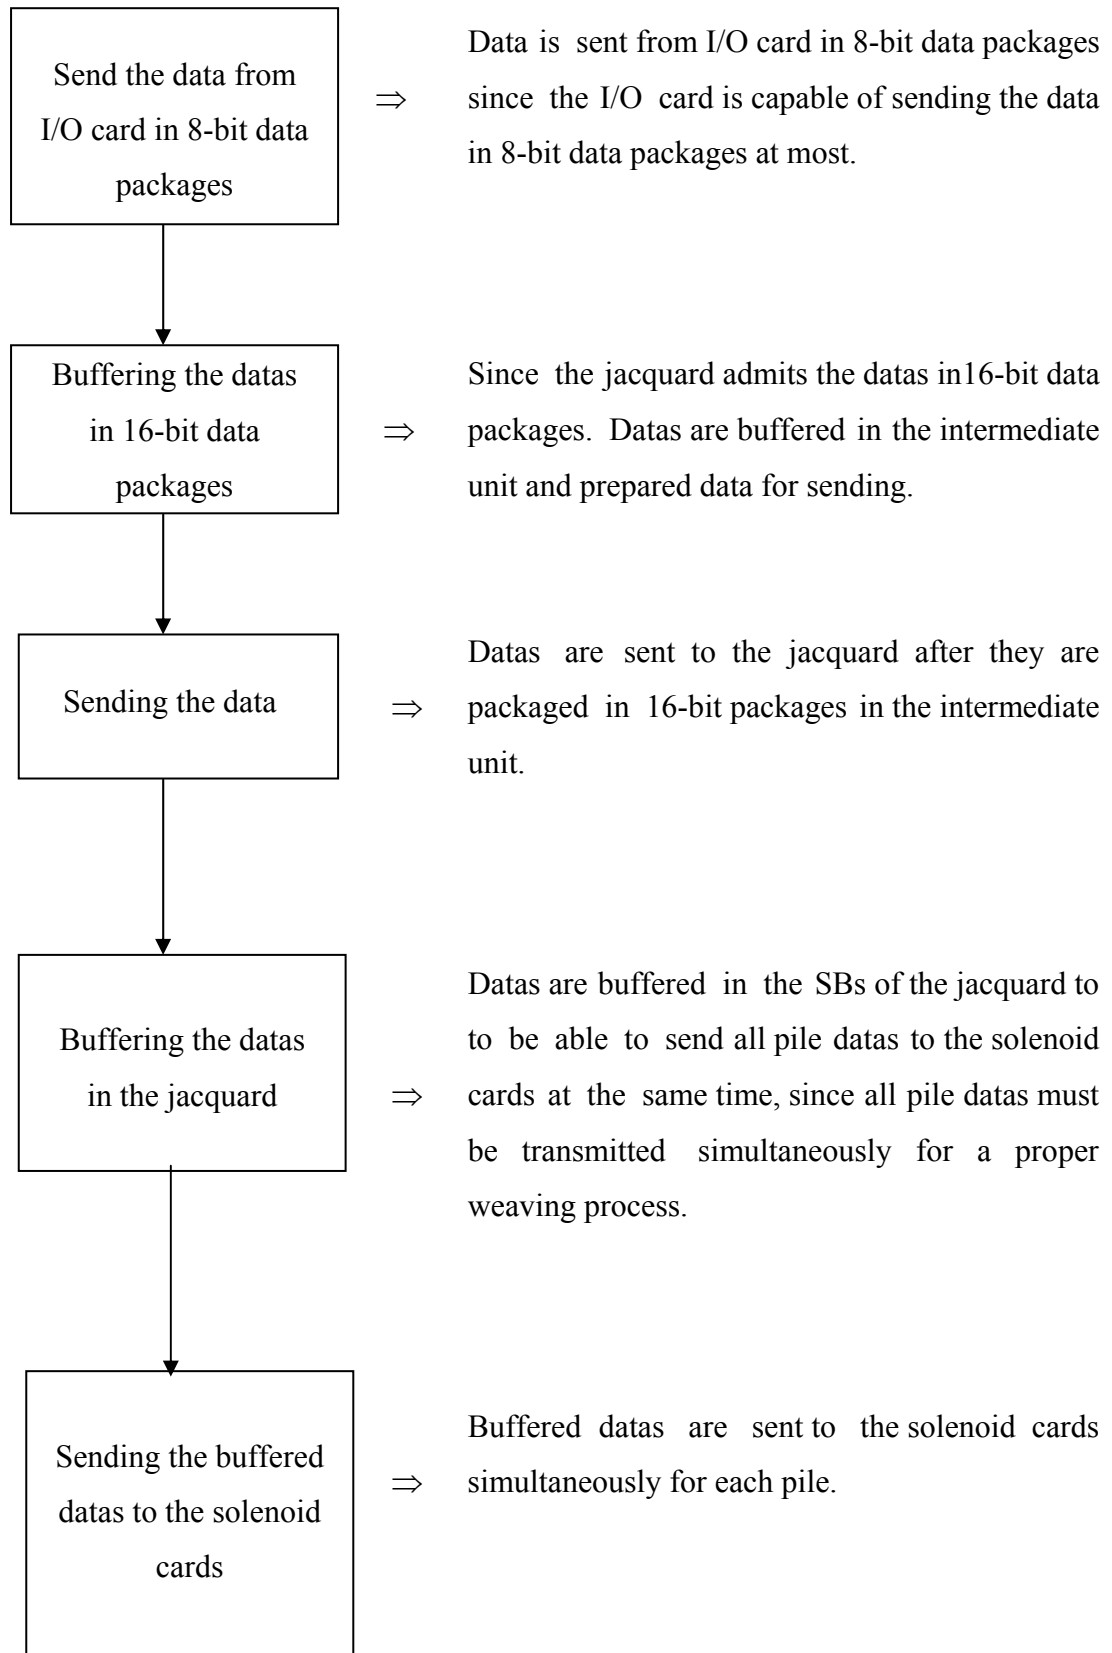 Send the data from
I/O card in 8-bit data
packages
⇒
Data is sent from I/O card in 8-bit data packages
since the I/O card is capable of sending the data
in 8-bit data packages at most.
Buffering the datas
in 16-bit data
packages
⇒
Since the jacquard admits the datas in16-bit data
packages. Datas are buffered in the intermediate
unit and prepared data for sending.
Sending the data
⇒
Datas are sent to the jacquard after they are
packaged in 16-bit packages in the intermediate
unit.
Buffering the datas
in the jacquard
⇒
Datas are buffered in the SBs of the jacquard to
to be able to send all pile datas to the solenoid
cards at the same time, since all pile datas must
be transmitted simultaneously for a proper
weaving process.
Sending the buffered
datas to the solenoid
cards
⇒
Buffered datas are sent to the solenoid cards
simultaneously for each pile.